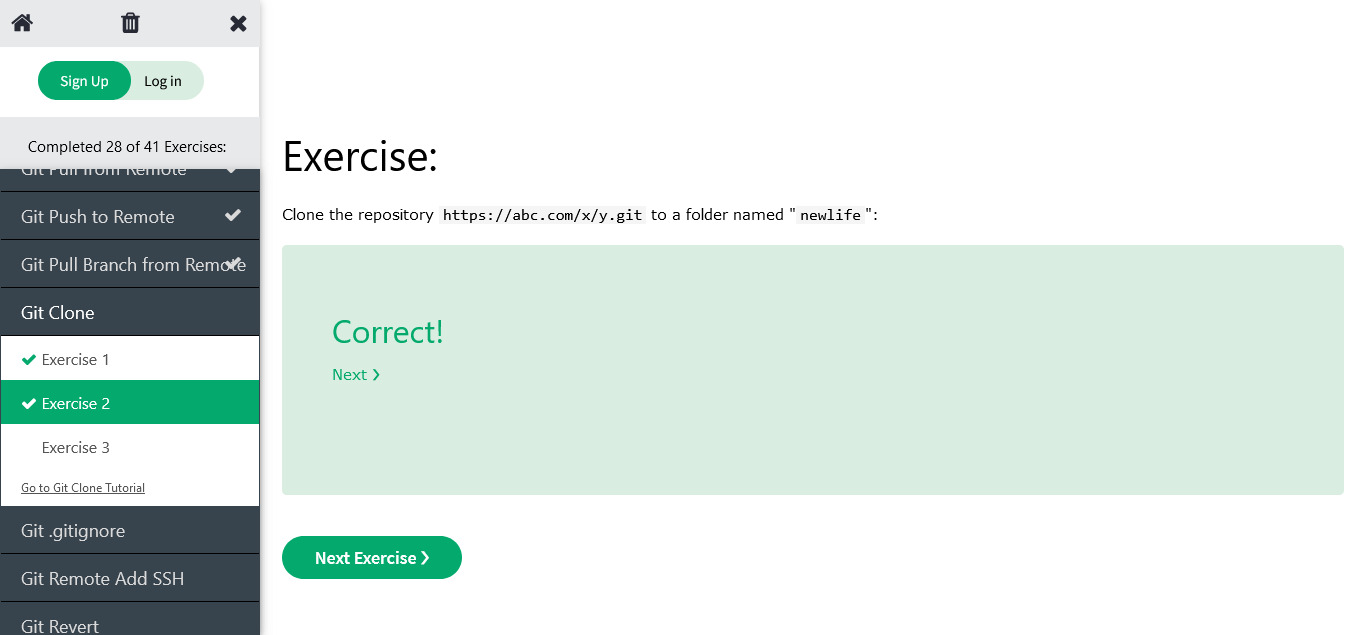 Sign Up
Log in
Completed 28 of 41 Exercises:
Git Pull from Remote
Git Push to Remote
Git Pull Branch from Remote
Git Clone
Exercise 1
Exercise 2
Exercise 3
Go to Git Clone Tutorial
Git .gitignore
Git Remote Add SSH
Git Revert
Exercise:
Clone the repository https://abc.com/x/y.git to a folder named "newlife":
Correct!
Next ❯
Next Exercise ❯